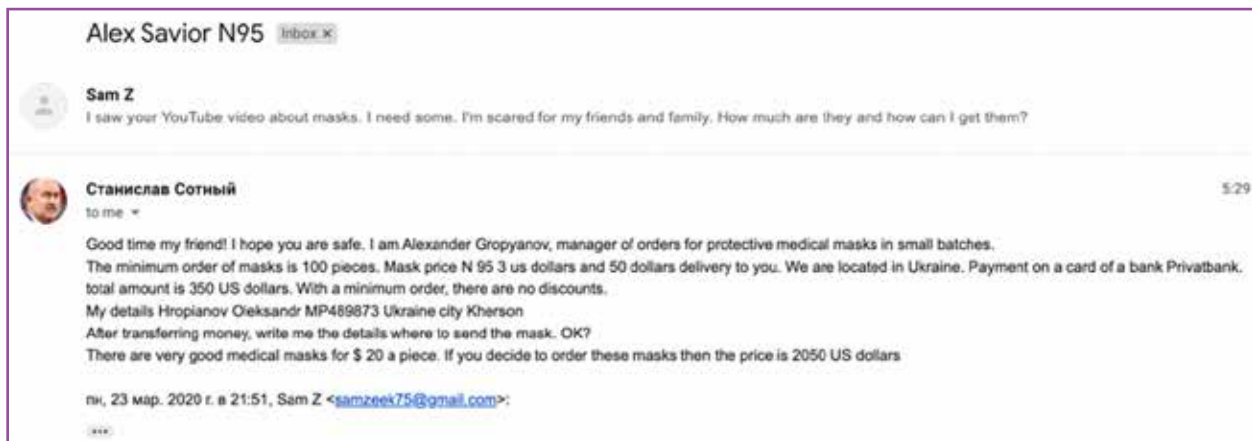 Alex Savior N95 Inbox ×
Sam Z
I saw your YouTube video about masks. I need some. I'm scared for my friends and family. How much are they and how can I get them?
Станислав Сотный 5:29
to me
Good time my friend! I hope you are safe. I am Alexander Gropyanov, manager of orders for protective medical masks in small batches.
The minimum order of masks is 100 pieces. Mask price N 95 3 us dollars and 50 dollars delivery to you. We are located in Ukraine. Payment on a card of a bank Privatbank.
total amount is 350 US dollars. With a minimum order, there are no discounts.
My details Hropianov Oleksandr MP489873 Ukraine city Kherson
After transferring money, write me the details where to send the mask. OK?
There are very good medical masks for $ 20 a piece. If you decide to order these masks then the price is 2050 US dollars
пн, 23 мар. 2020 г. в 21:51, Sam Z <samzeek75@gmail.com>: